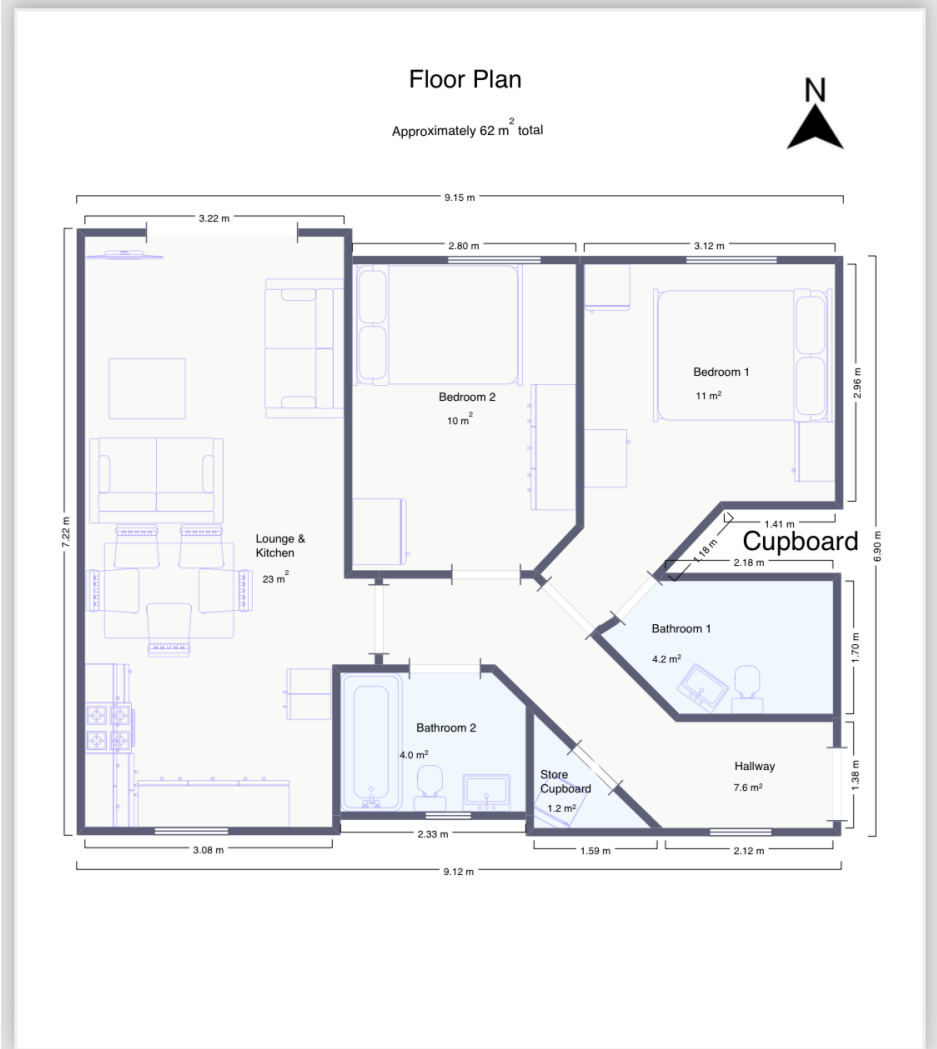 Floor Plan
N
Approximately 62 m² total
9.15 m
3.22 m
2.80 m
3.12 m
Bedroom 1
11 m²
2.96 m
Bedroom 2
10 m²
7.22 m
1.41 m
1.18 m
Cupboard
6.90 m
2.18 m
Lounge &
Kitchen
23 m²
Bathroom 1
4.2 m²
1.70 m
Bathroom 2
4.0 m²
Store
Cupboard
1.2 m²
Hallway
7.6 m²
1.38 m
2.33 m
3.08 m
1.59 m
2.12 m
9.12 m